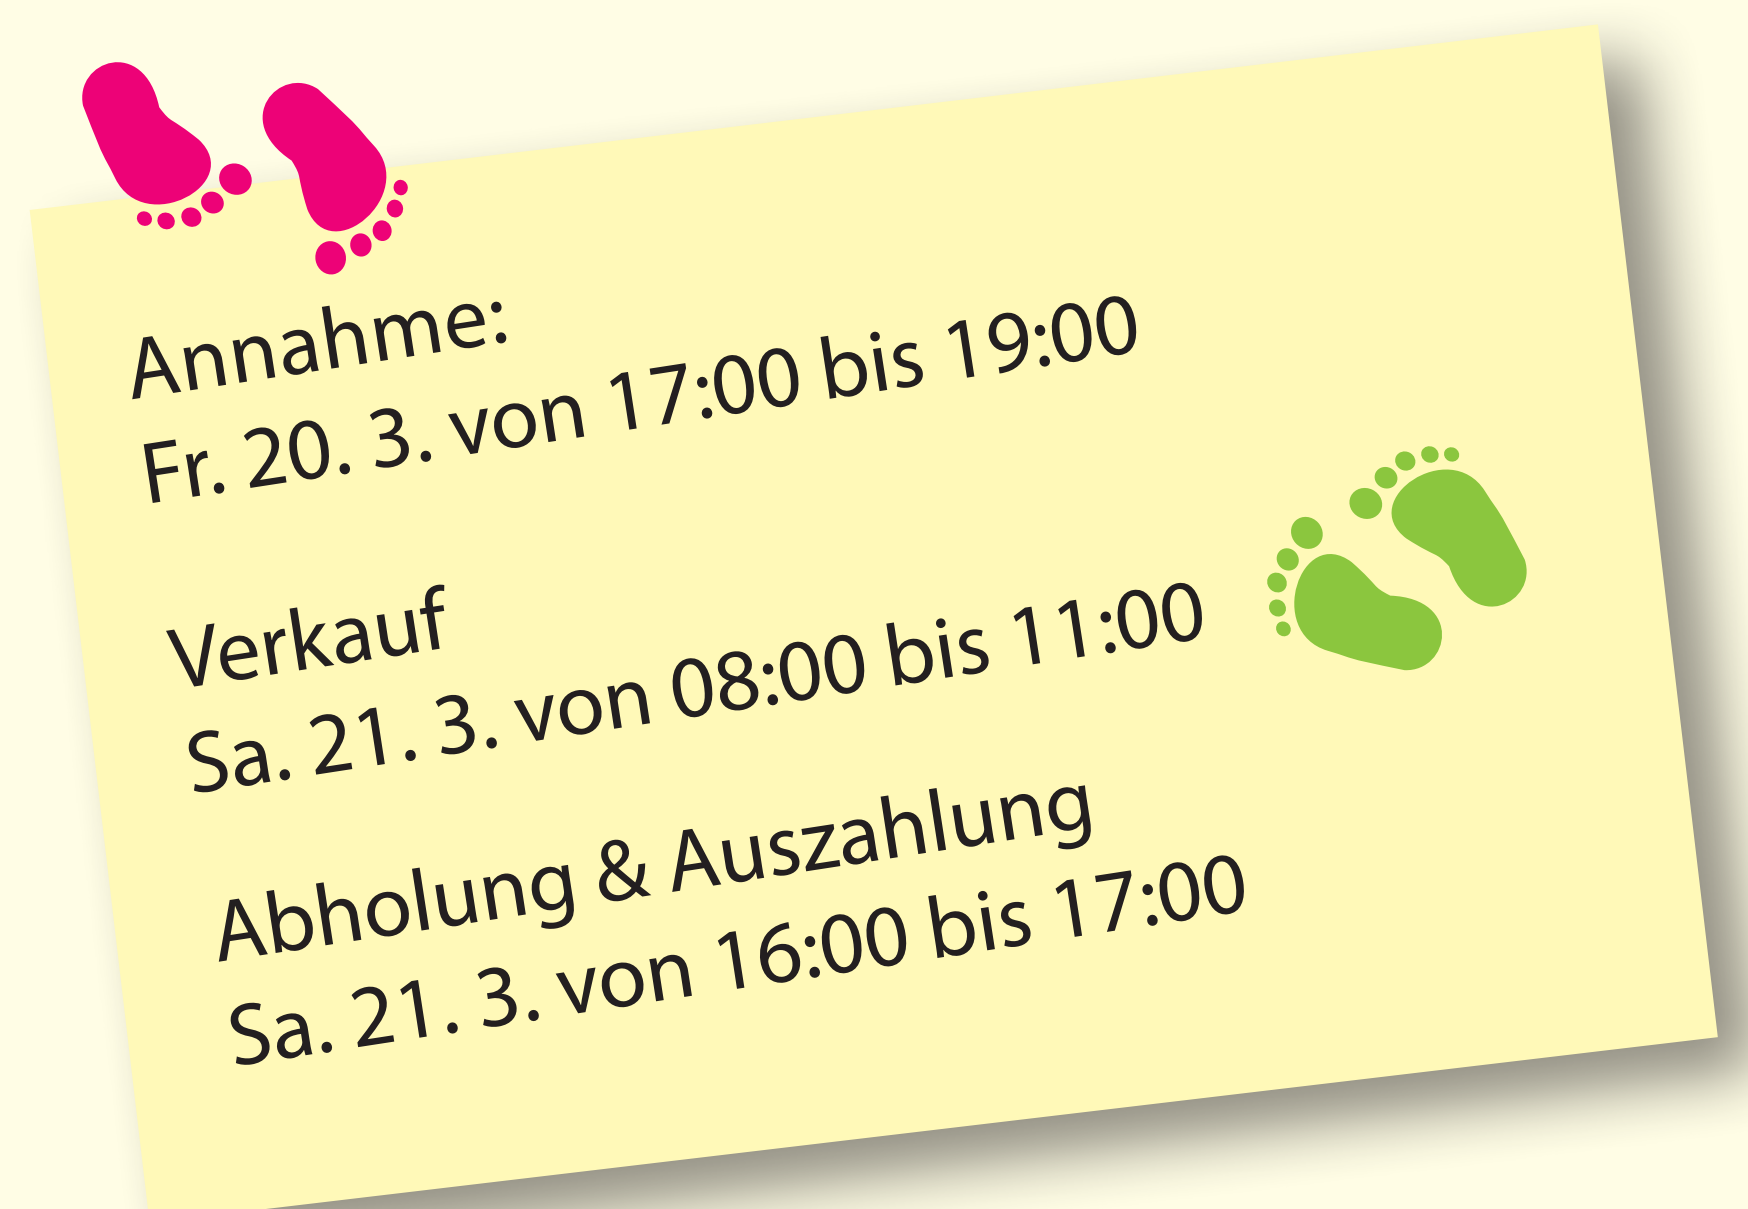 Annahme:
Fr. 20. 3. von 17:00 bis 19:00
Verkauf
Sa. 21. 3. von 08:00 bis 11:00
Abholung & Auszahlung
Sa. 21. 3. von 16:00 bis 17:00